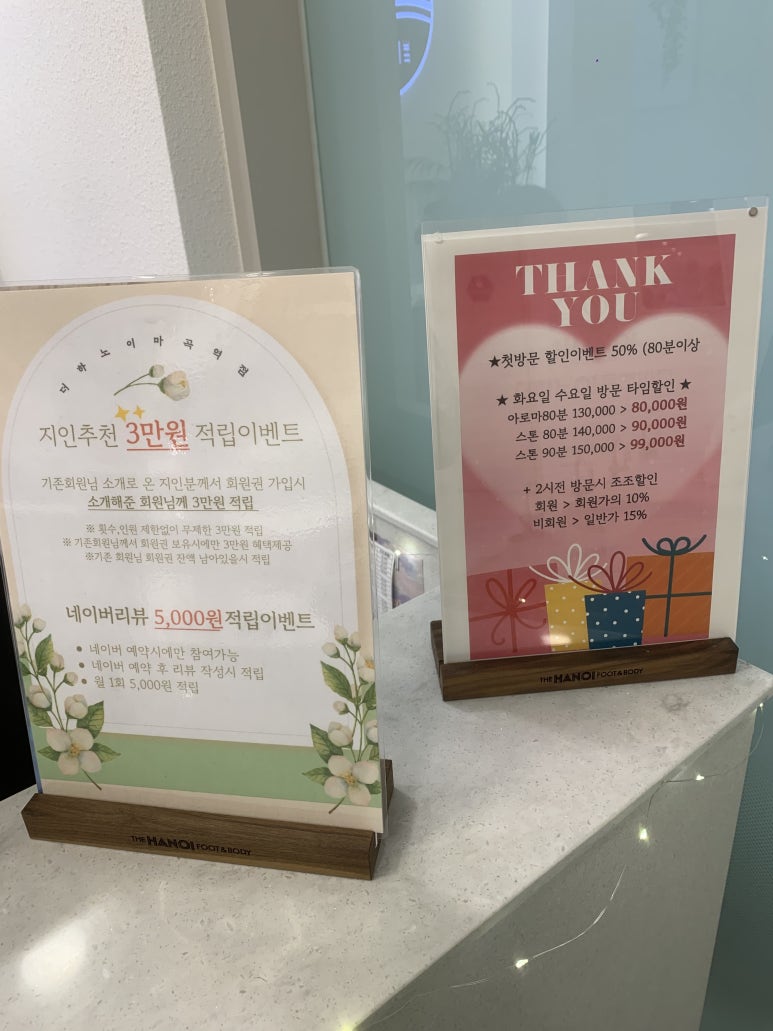 더하노이마곡역점
지인추천 3만원 적립이벤트
기존회원님 소개로 온 지인분께서 회원권 가입시
소개해준 회원님께 3만원 적립
※ 횟수,인원 제한없이 무제한 3만원 적립
※ 기존회원님께서 회원권 보유시에만 3만원 혜택제공
※기존 회원님 회원권 잔액 남아있을시 적립
네이버리뷰 5,000원적립이벤트
• 네이버 예약시에만 참여가능
• 네이버 예약 후 리뷰 작성시 적립
• 월 1회 5,000원 적립
THE HANOI FOOT&BODY
THANK
YOU
★첫방문 할인이벤트 50% (80분이상
★ 화요일 수요일 방문 타임할인 ★
아로마80분 130,000 > 80,000원
스톤 80분 140,000 > 90,000원
스톤 90분 150,000 > 99,000원
+ 2시전 방문시 조조할인
회원 > 회원가의 10%
비회원 > 일반가 15%
THE HANOI FOOT&BODY